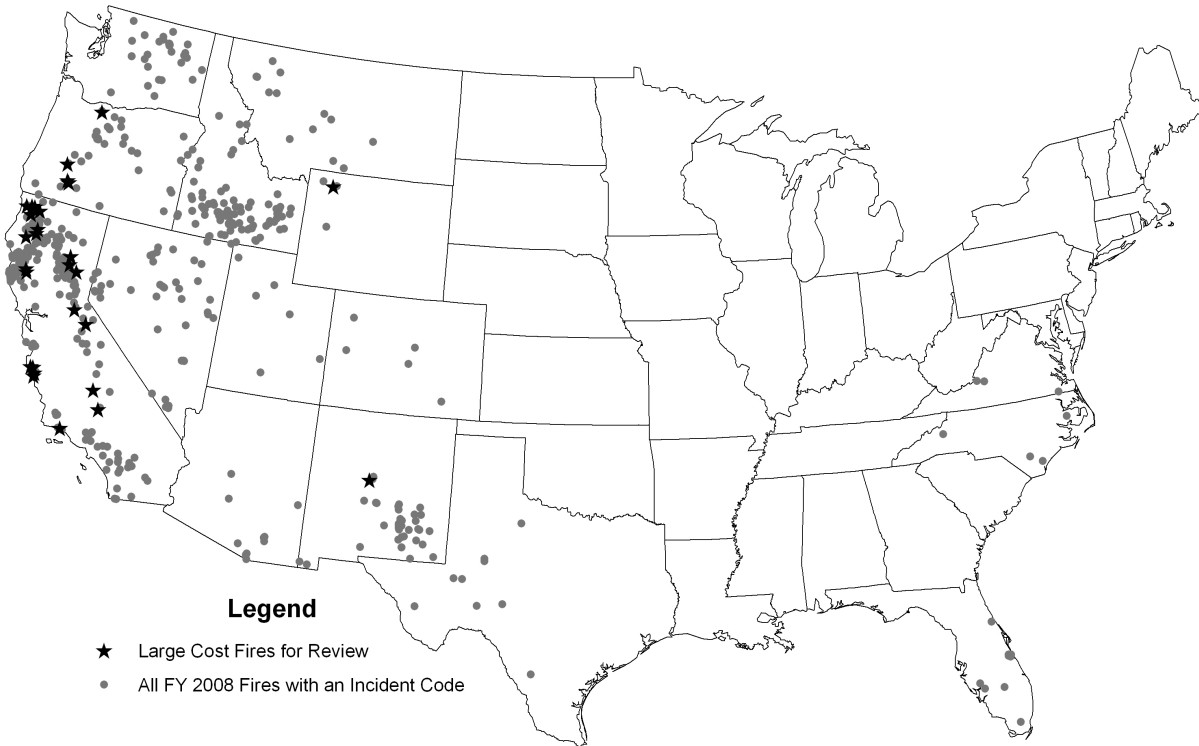 Legend
Large Cost Fires for Review
All FY 2008 Fires with an Incident Code